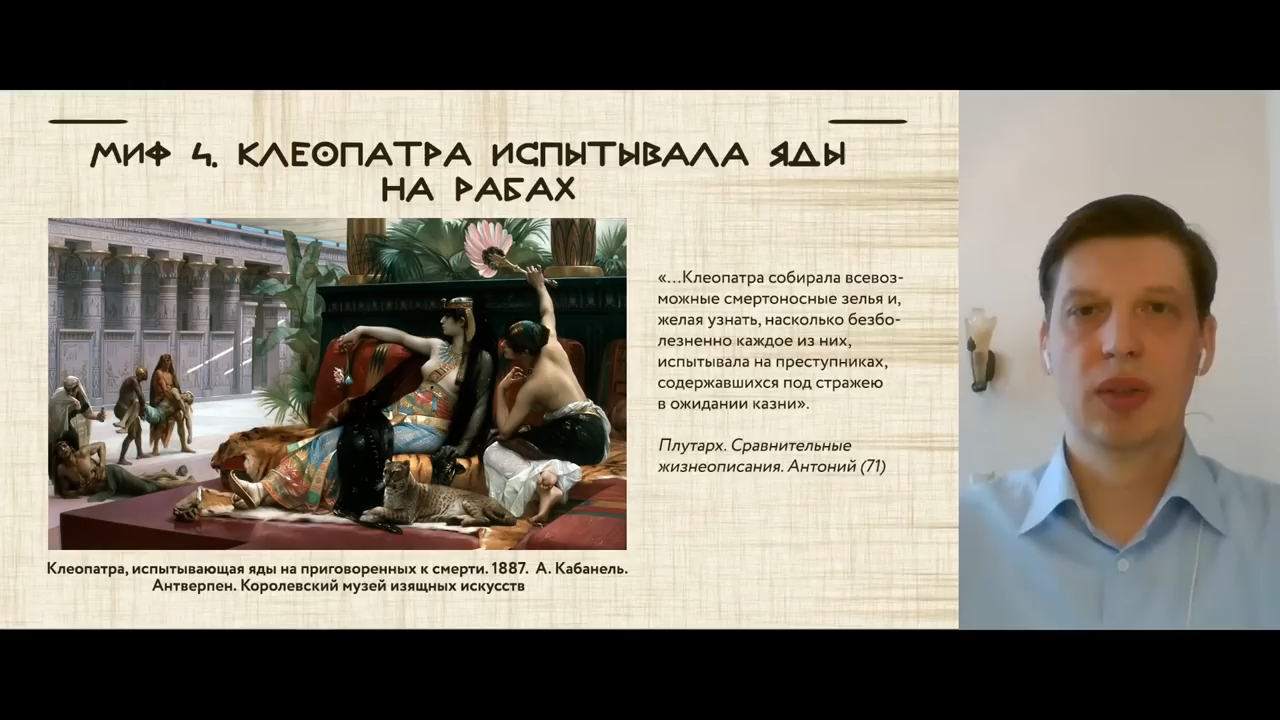 МИФ 4. КЛЕОПАТРА ИСПЫТЫВАЛА ЯДЫ
НА РАБАХ
«...Клеопатра собирала всевоз-
можные смертоносные зелья и,
желая узнать, насколько безбо-
лезненно каждое из них,
испытывала на преступниках,
содержавшихся под стражею
в ожидании казни».
Плутарх. Сравнительные
жизнеописания. Антоний (71)
Клеопатра, испытывающая яды на приговоренных к смерти. 1887. А. Кабанель.
Антверпен. Королевский музей изящных искусств